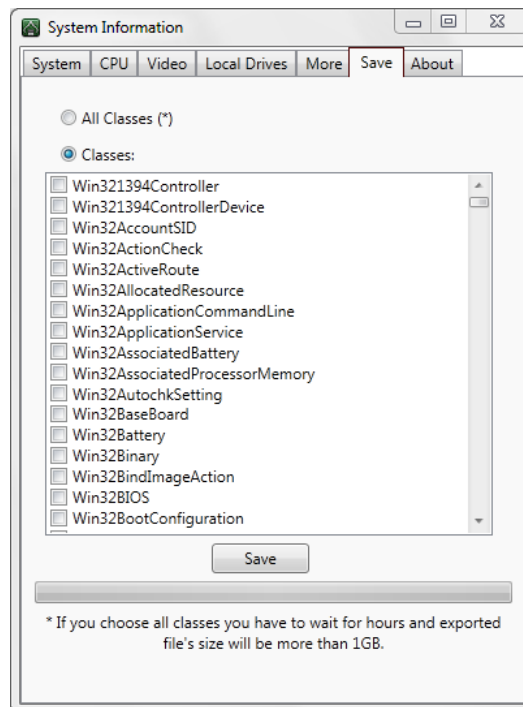 System Information
System CPU Video Local Drives More Save About
All Classes (*)
Classes:
Win321394Controller
Win321394ControllerDevice
Win32AccountSID
Win32ActionCheck
Win32ActiveRoute
Win32AllocatedResource
Win32ApplicationCommandLine
Win32ApplicationService
Win32AssociatedBattery
Win32AssociatedProcessorMemory
Win32AutochkSetting
Win32BaseBoard
Win32Battery
Win32Binary
Win32BindImageAction
Win32BIOS
Win32BootConfiguration
Save
* If you choose all classes you have to wait for hours and exported
file's size will be more than 1GB.